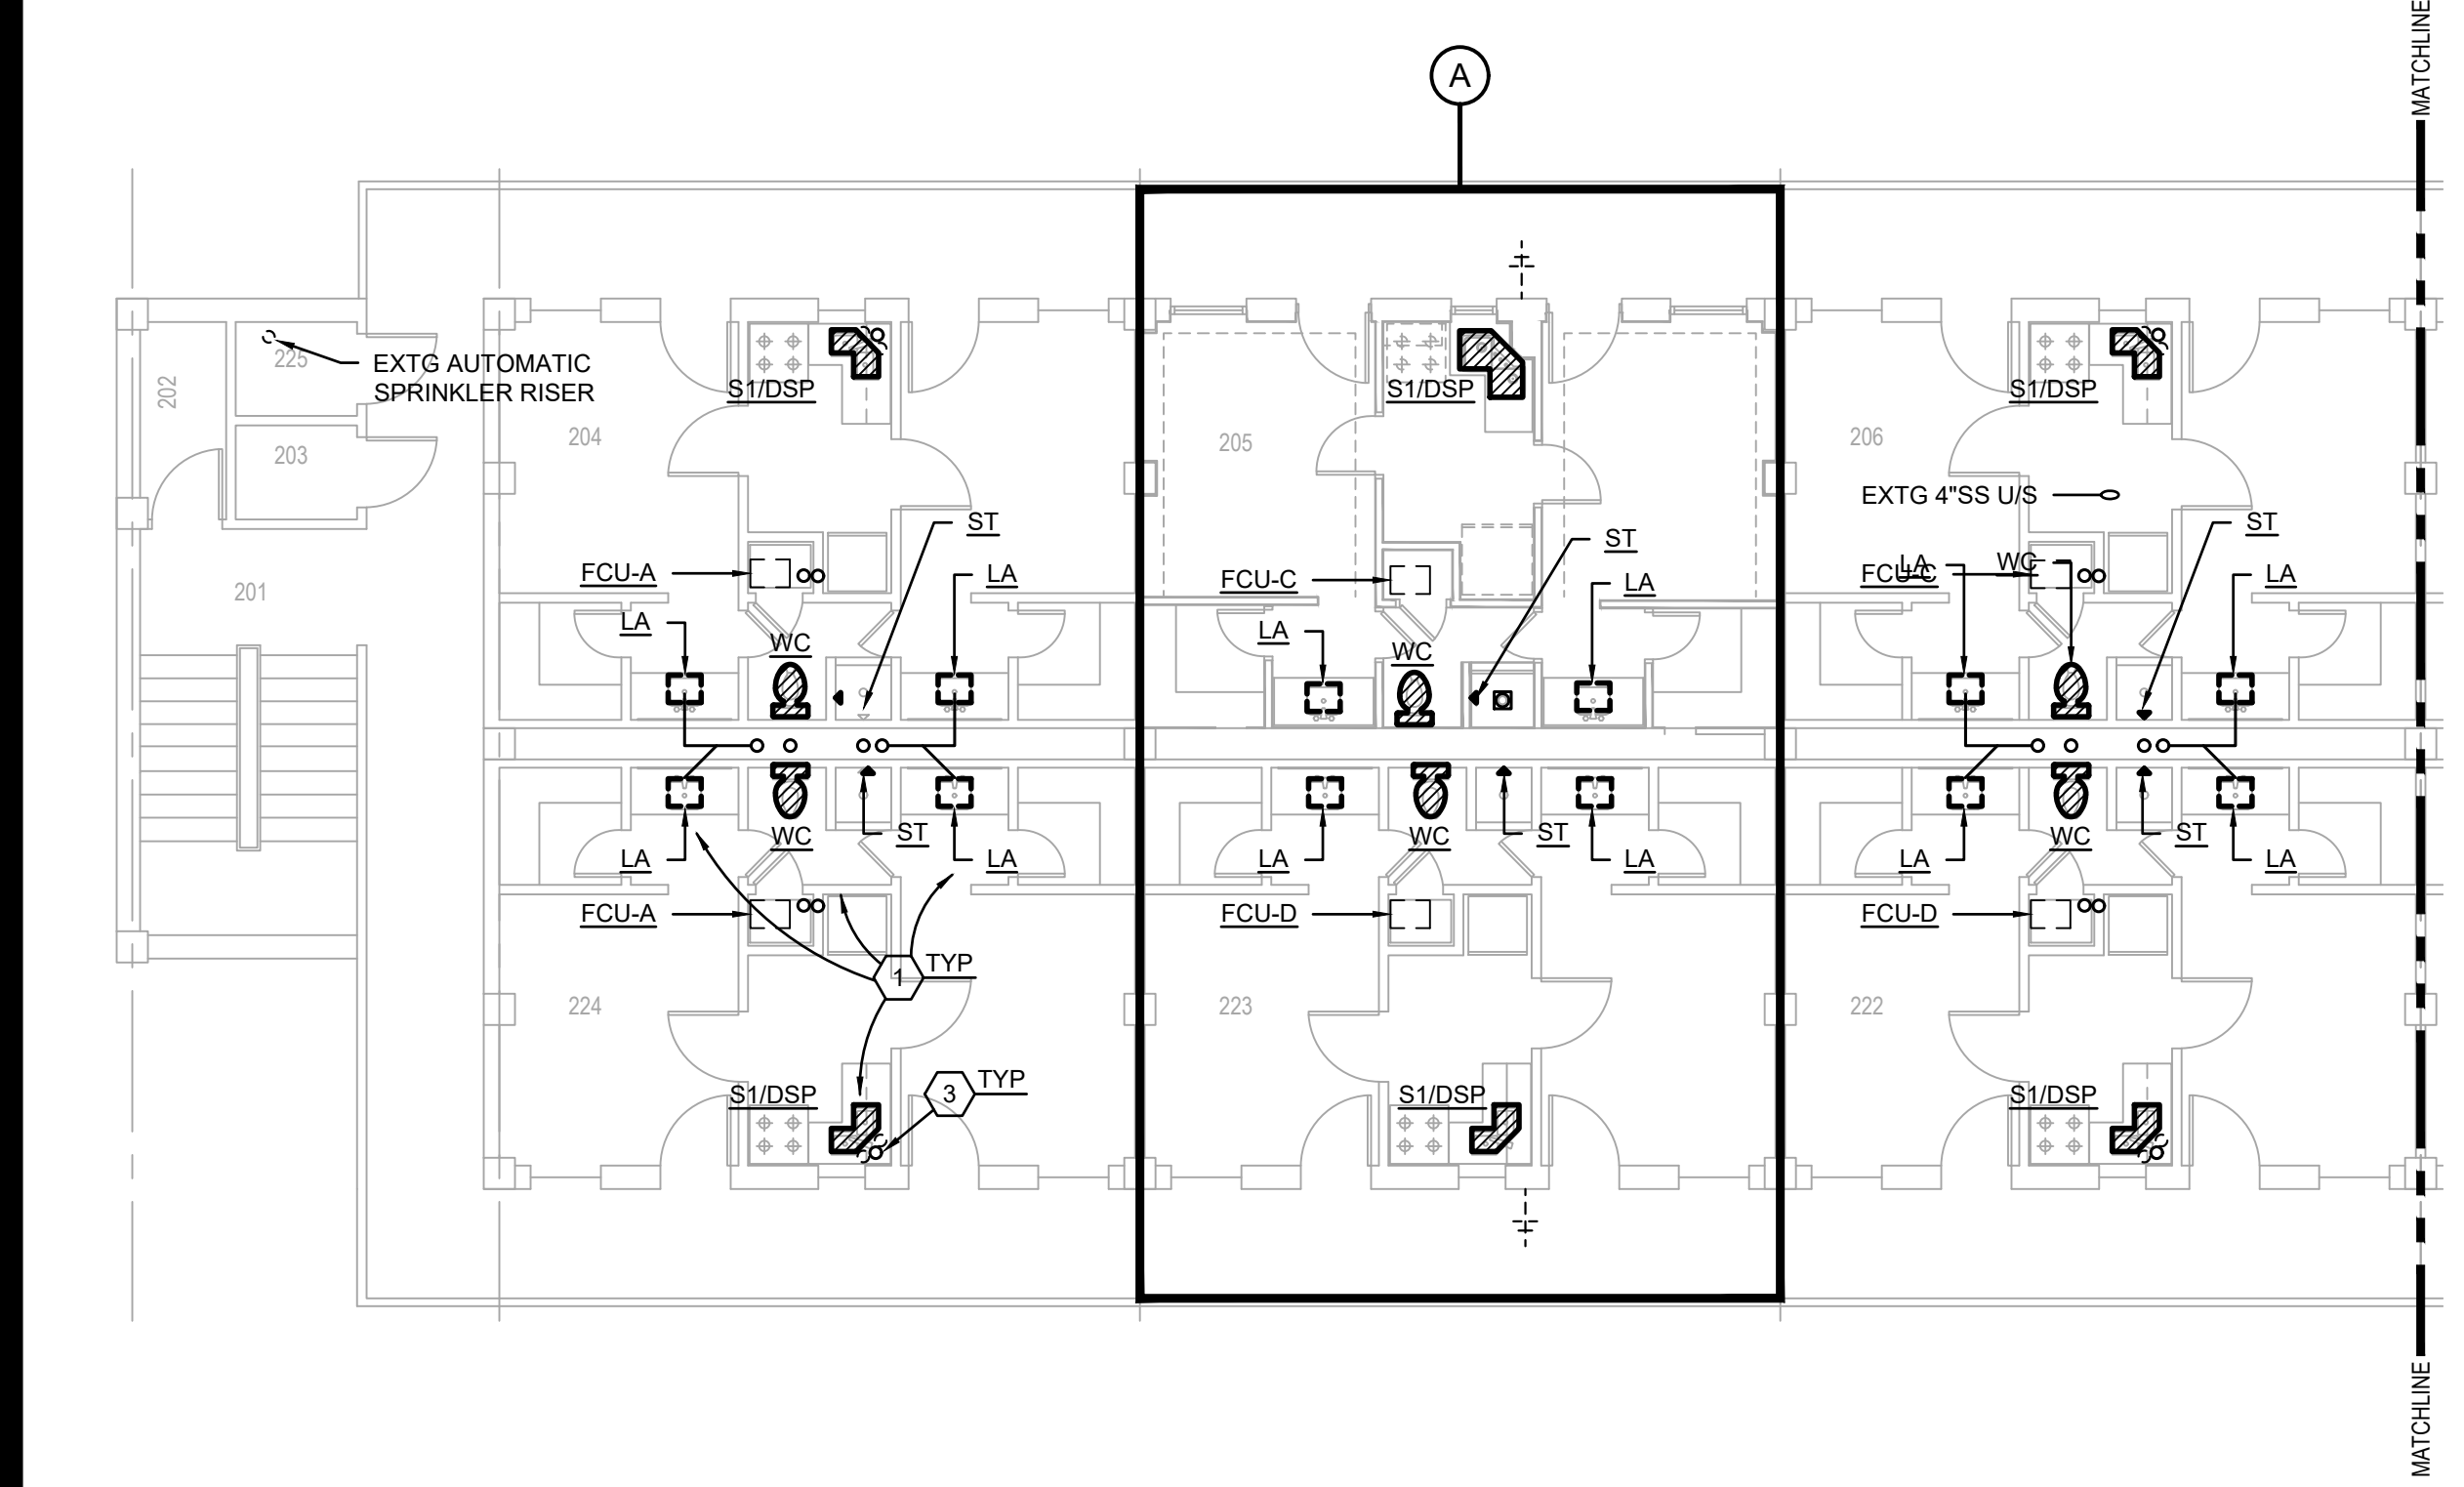 MATCHLINE
A
EXTG AUTOMATIC
SPRINKLER RISER
225
202
203
201
S1/DSP
204
ST
FCU-A
LA
LA
WC
S1/DSP
205
ST
FCU-C
LA
LA
WC
S1/DSP
206
EXTG 4"SS U/S
ST
FCU-C
LA
WC
LA
LA
WC
ST
LA
FCU-A
1
TYP
224
S1/DSP
3
TYP
LA
WC
ST
LA
FCU-D
223
S1/DSP
LA
WC
ST
LA
FCU-D
222
S1/DSP
MATCHLINE